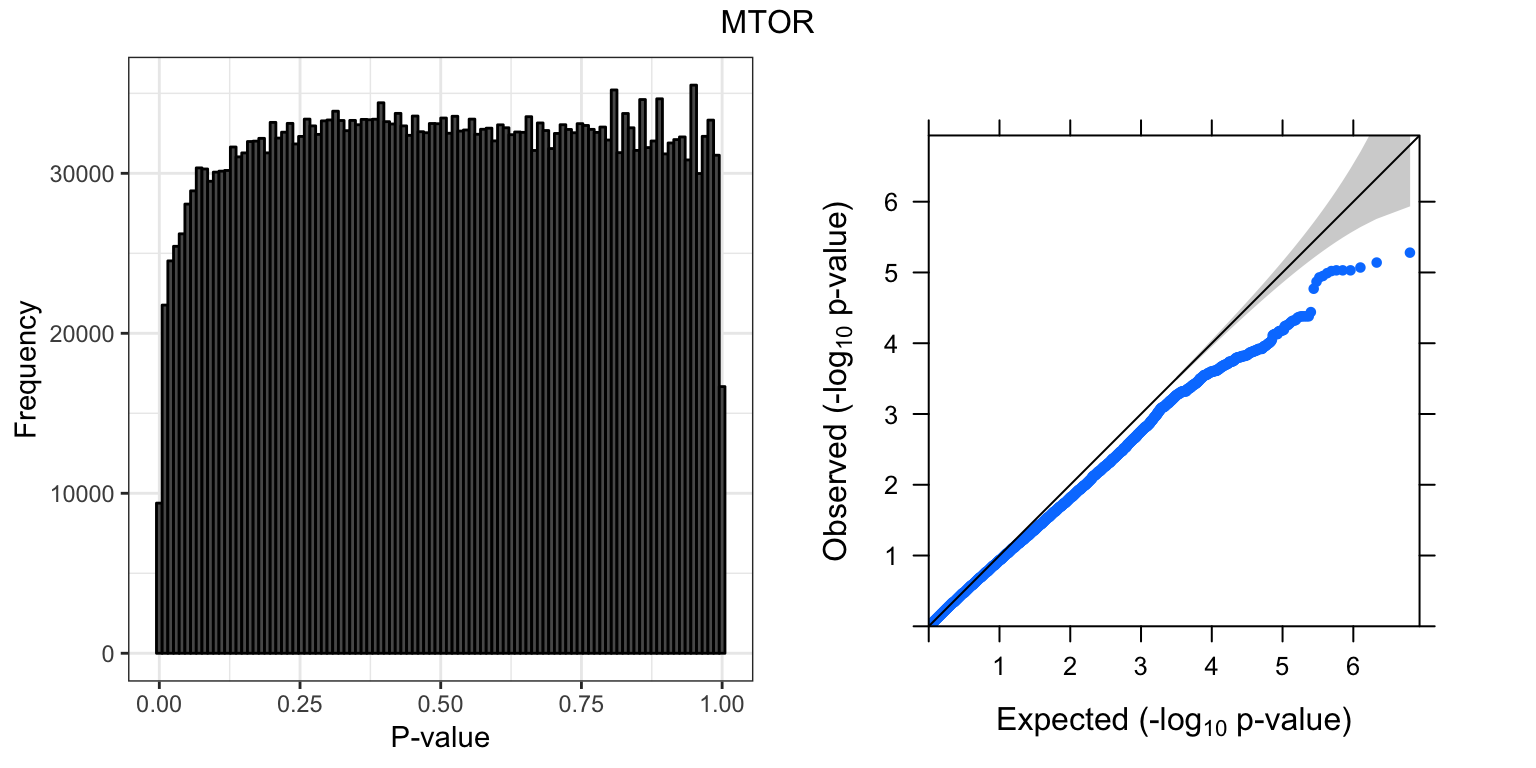 MTOR
Frequency
30000
20000
10000
0
0.00 0.25 0.50 0.75 1.00
P-value
Observed (-log10 p-value)
6
5
4
3
2
1
1 2 3 4 5 6
Expected (-log10 p-value)